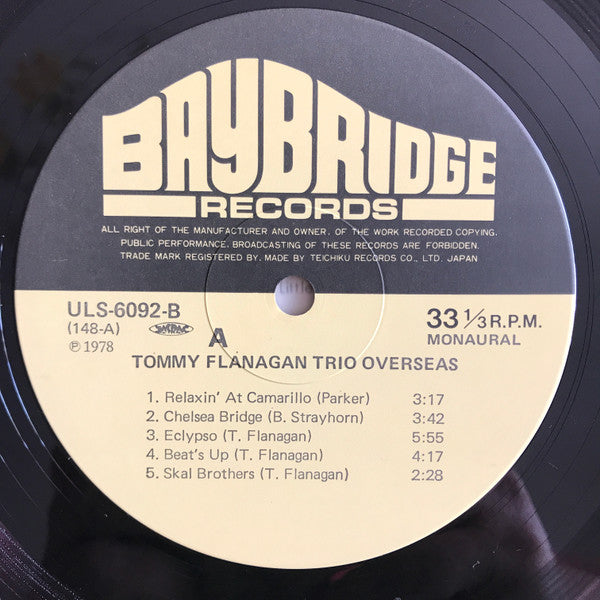 BAYBRIDGE
RECORDS
ALL RIGHT OF THE MANUFACTURER AND OWNER. OF THE WORK RECORDED COPYING.
PUBLIC PERFORMANCE. BROADCASTING OF THESE RECORDS ARE FORBIDDEN.
TRADE MARK REGISTERED BY. MADE BY TEICHIKU RECORDS CO., LTD. JAPAN
ULS-6092-B
(148-A)
℗ 1978
A
33 1/3 R.P.M.
MONAURAL
TOMMY FLANAGAN TRIO OVERSEAS
1. Relaxin' At Camarillo (Parker) 3:17
2. Chelsea Bridge (B. Strayhorn) 3:42
3. Eclypso (T. Flanagan) 5:55
4. Beat's Up (T. Flanagan) 4:17
5. Skal Brothers (T. Flanagan) 2:28